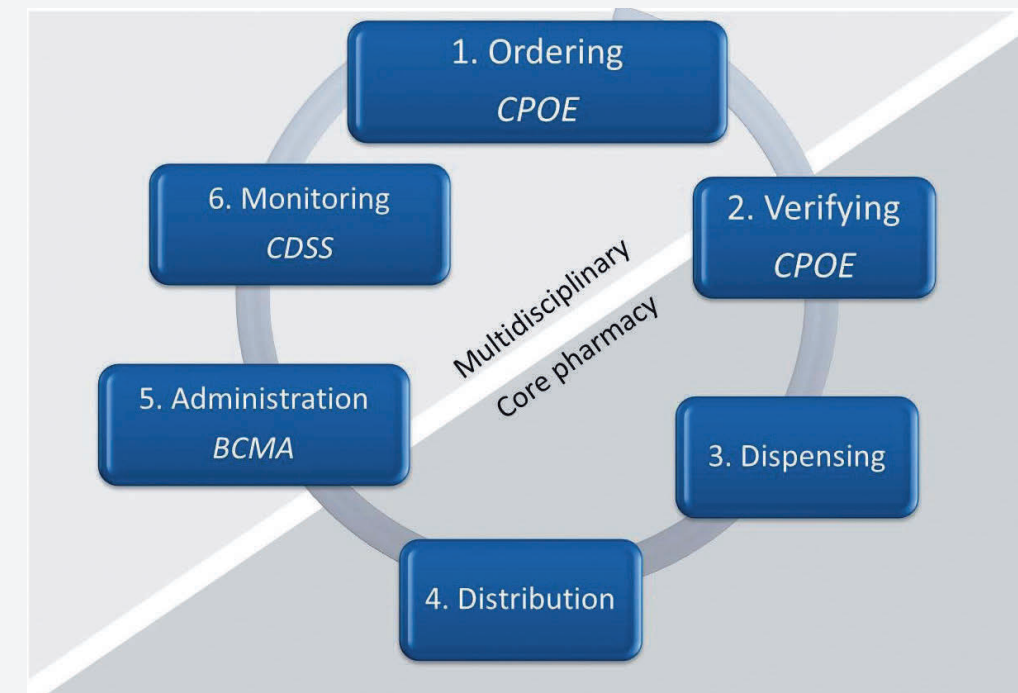 1. Ordering
CPOE
2. Verifying
CPOE
3. Dispensing
4. Distribution
5. Administration
BCMA
6. Monitoring
CDSS
Multidisciplinary
Core pharmacy